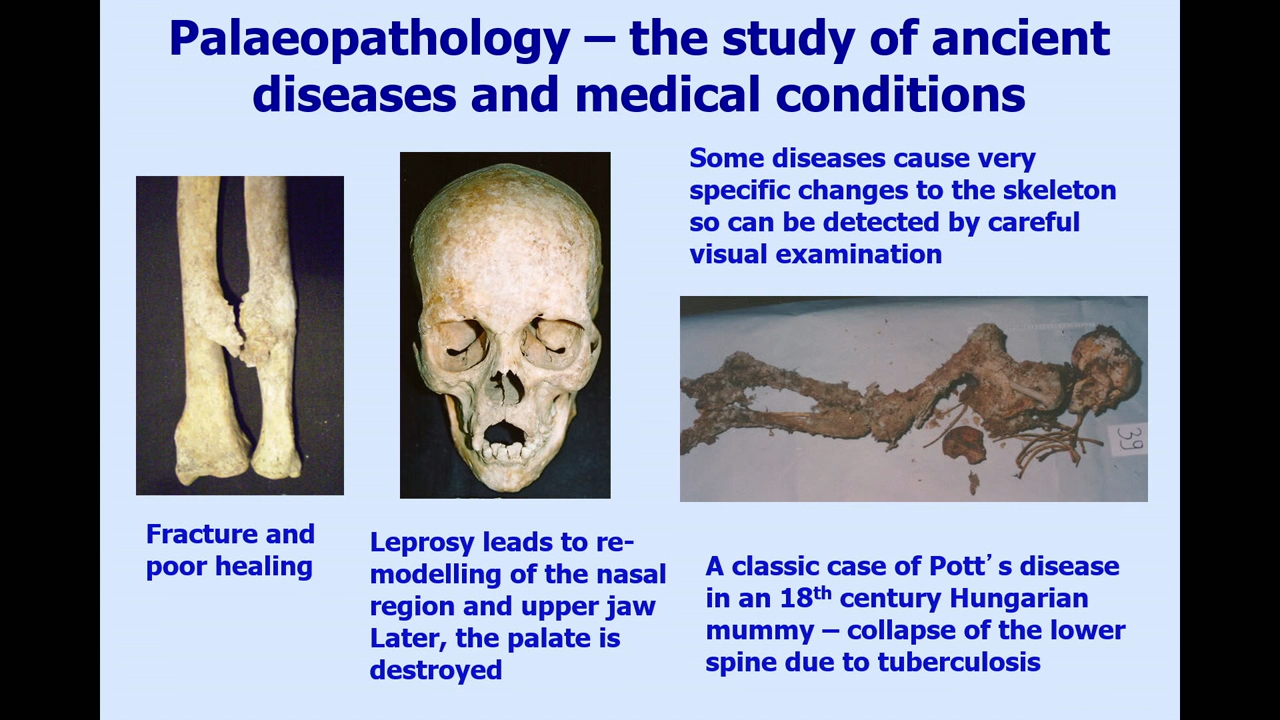 Palaeopathology – the study of ancient
diseases and medical conditions
Some diseases cause very
specific changes to the skeleton
so can be detected by careful
visual examination
39
Fracture and
poor healing
Leprosy leads to re-
modelling of the nasal
region and upper jaw
Later, the palate is
destroyed
A classic case of Pott’s disease
in an 18th century Hungarian
mummy – collapse of the lower
spine due to tuberculosis